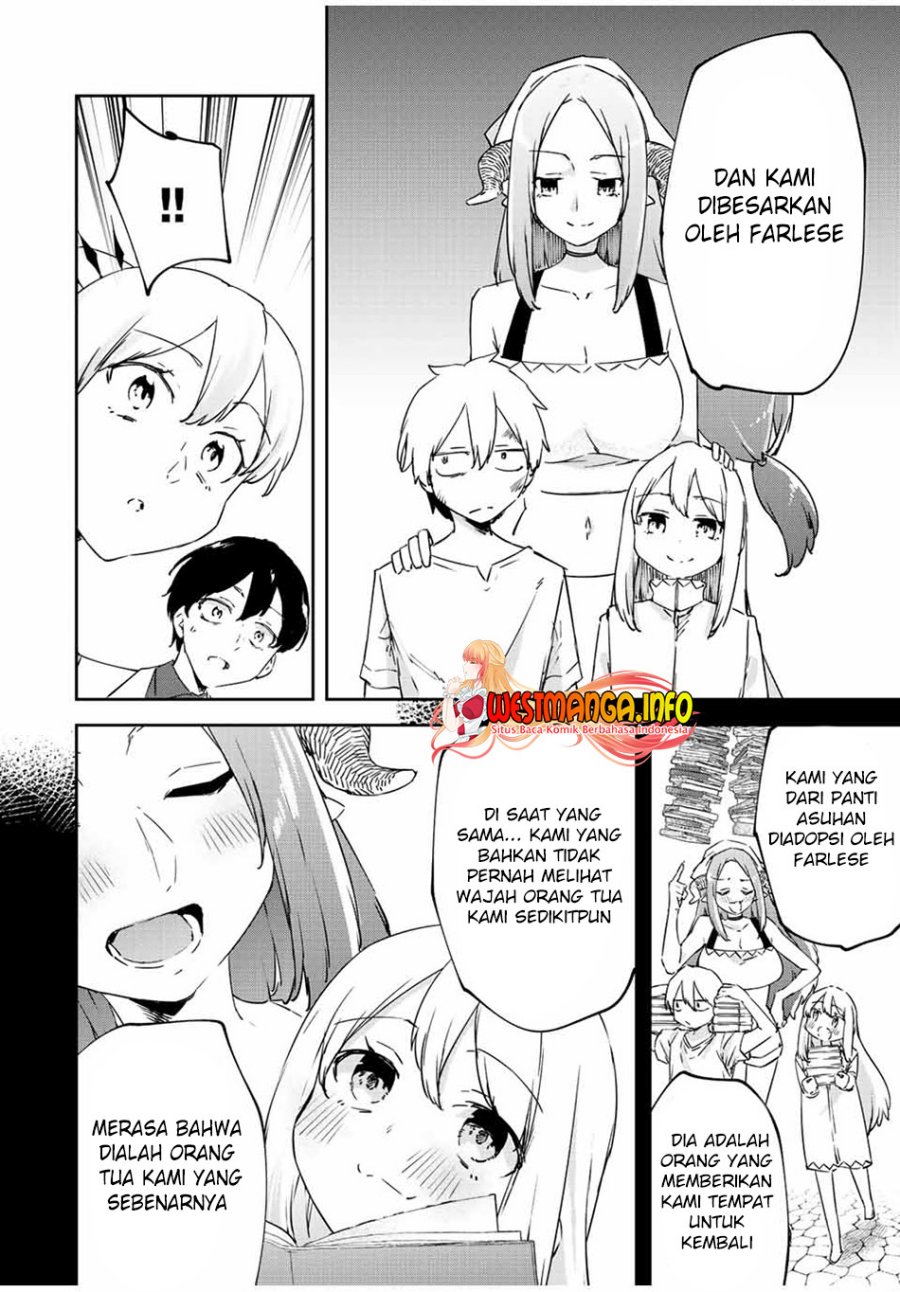 DAN KAMI
DIBESARKAN
OLEH FARLESE
!!
WESTMANGA.INFO
Situs Baca Komik Berbahasa Indonesia
KAMI YANG
DARI PANTI
ASUHAN
DIADOPSI OLEH
FARLESE
DIA ADALAH
ORANG YANG
MEMBERIKAN
KAMI TEMPAT
UNTUK
KEMBALI
DI SAAT YANG
SAMA... KAMI YANG
BAHKAN TIDAK
PERNAH MELIHAT
WAJAH ORANG TUA
KAMI SEDIKITPUN
MERASA BAHWA
DIALAH ORANG
TUA KAMI YANG
SEBENARNYA